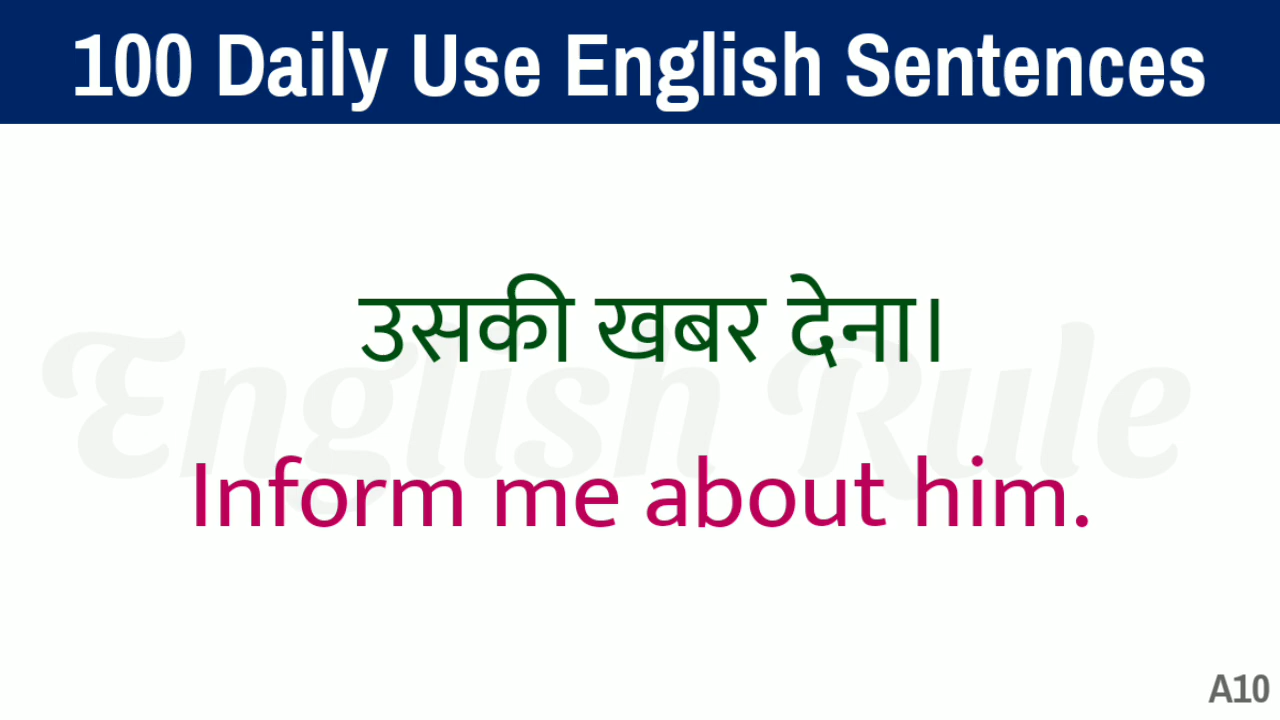 100 Daily Use English Sentences
उसकी खबर देना।
English Rule
Inform me about him.
A10